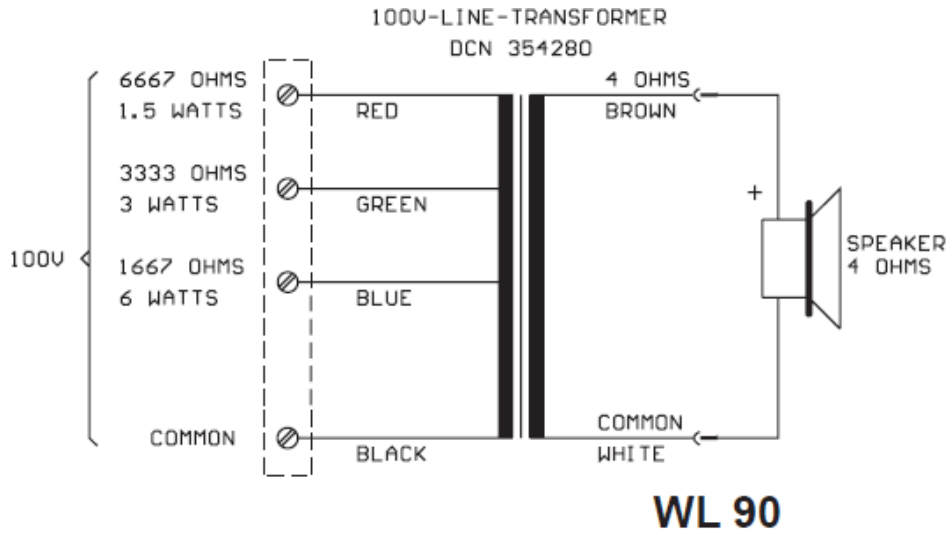 100V-LINE-TRANSFORMER
DCN 354280
6667 OHMS
1.5 WATTS
RED
4 OHMS
BROWN
3333 OHMS
3 WATTS
GREEN
+
100V
1667 OHMS
6 WATTS
BLUE
SPEAKER
4 OHMS
COMMON
BLACK
COMMON
WHITE
WL 90